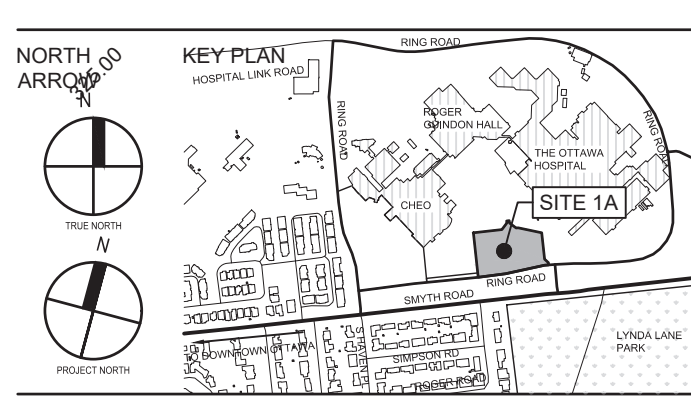 NORTH
ARROW
325.00
N
TRUE NORTH
N
PROJECT NORTH
KEY PLAN
HOSPITAL LINK ROAD
RING ROAD
RING ROAD
ROGER
GUINDON HALL
RING ROAD
THE OTTAWA
HOSPITAL
CHEO
SITE 1A
RING ROAD
SMYTH ROAD
DOWNTOWN OTTAWA
SIMPSON RD
ROGER ROAD
LYNDA LANE
PARK